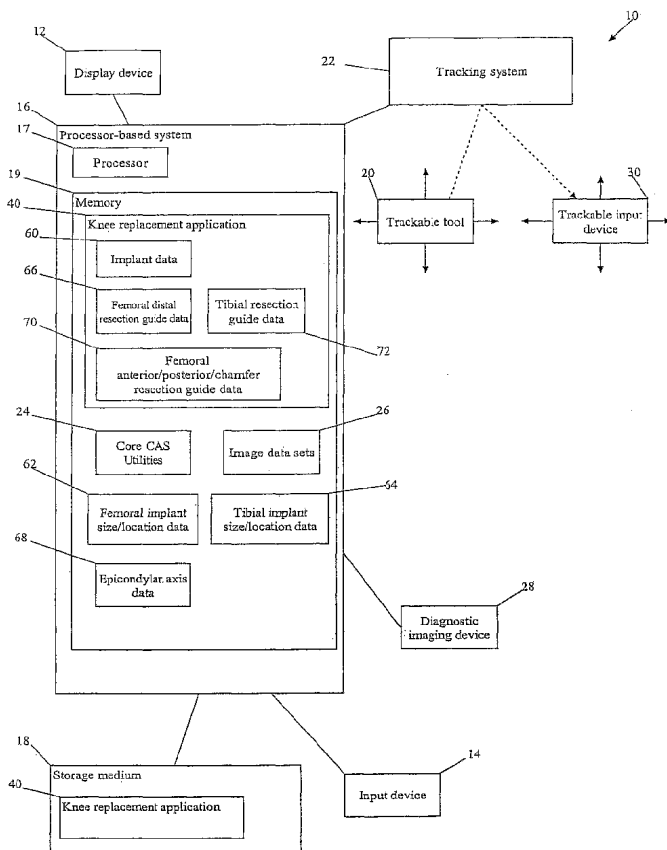 10
12
Display device
22
Tracking system
16
Processor-based system
17
Processor
20
Trackable tool
30
Trackable input
device
19
Memory
40
Knee replacement application
60
Implant data
66
Femoral distal
resection guide data
Tibial resection
guide data
72
70
Femoral
anterior/posterior/chamfer
resection guide data
24
Core CAS
Utilities
26
Image data sets
62
Femoral implant
size/location data
64
Tibial implant
size/location data
68
Epicondylar axis
data
28
Diagnostic
imaging device
18
Storage medium
40
Knee replacement application
14
Input device